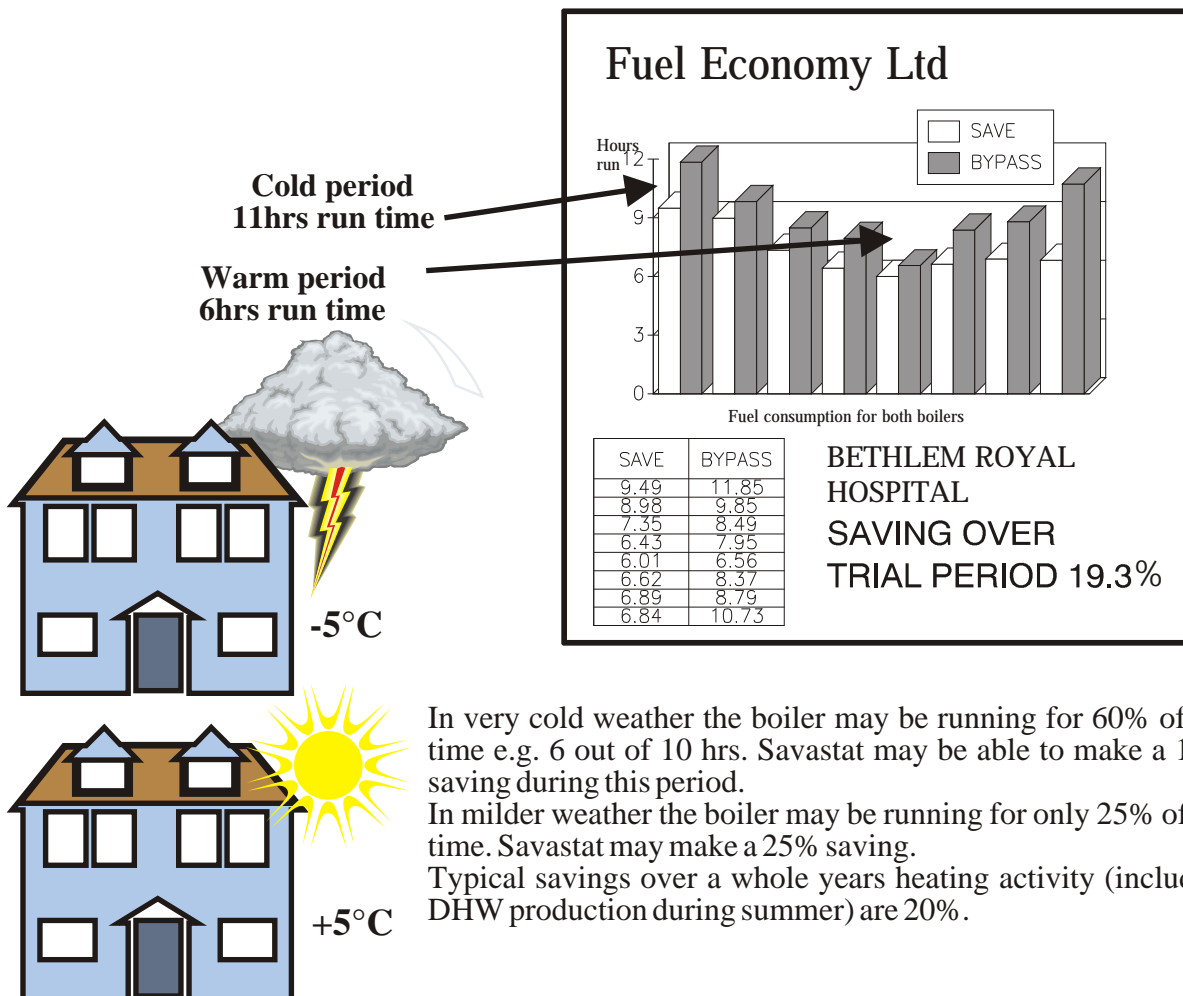 Fuel Economy Ltd
SAVE
BYPASS
Hours
run
12
9
6
3
0
Cold period
11hrs run time
Warm period
6hrs run time
Fuel consumption for both boilers
SAVE BYPASS
9.49 11.85
8.98 9.85
7.35 8.49
6.43 7.95
6.01 6.56
6.62 8.37
6.89 8.79
6.84 10.73
BETHLEM ROYAL
HOSPITAL
SAVING OVER
TRIAL PERIOD 19.3%
-5°C
+5°C
In very cold weather the boiler may be running for 60% of
time e.g. 6 out of 10 hrs. Savastat may be able to make a 1
saving during this period.
In milder weather the boiler may be running for only 25% of
time. Savastat may make a 25% saving.
Typical savings over a whole years heating activity (includ
DHW production during summer) are 20%.